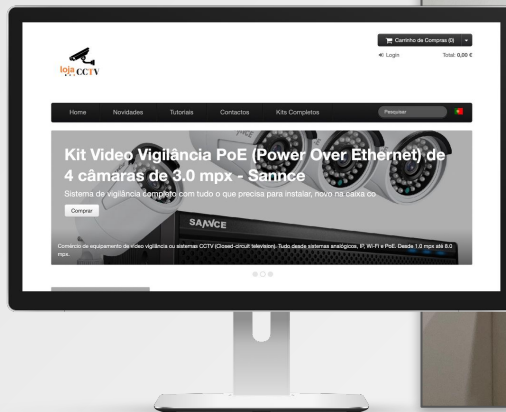 Carrinho de Compras (0)
Login
Total: 0,00 €
loja CCTV
Home
Novidades
Tutoriais
Contactos
Kits Completos
Pesquisar
Kit Video Vigilância PoE (Power Over Ethernet) de
4 câmaras de 3.0 mpx - Sannce
Sistema de vigilância completo com tudo o que precisa para instalar, novo na caixa co
Comprar
SANNCE
Comércio de equipamento de video vigilância ou sistemas CCTV (Closed-circuit television). Tudo desde sistemas analógicos, IP, Wi-Fi e PoE. Desde 1.0 mpx até 8.0
mpx.